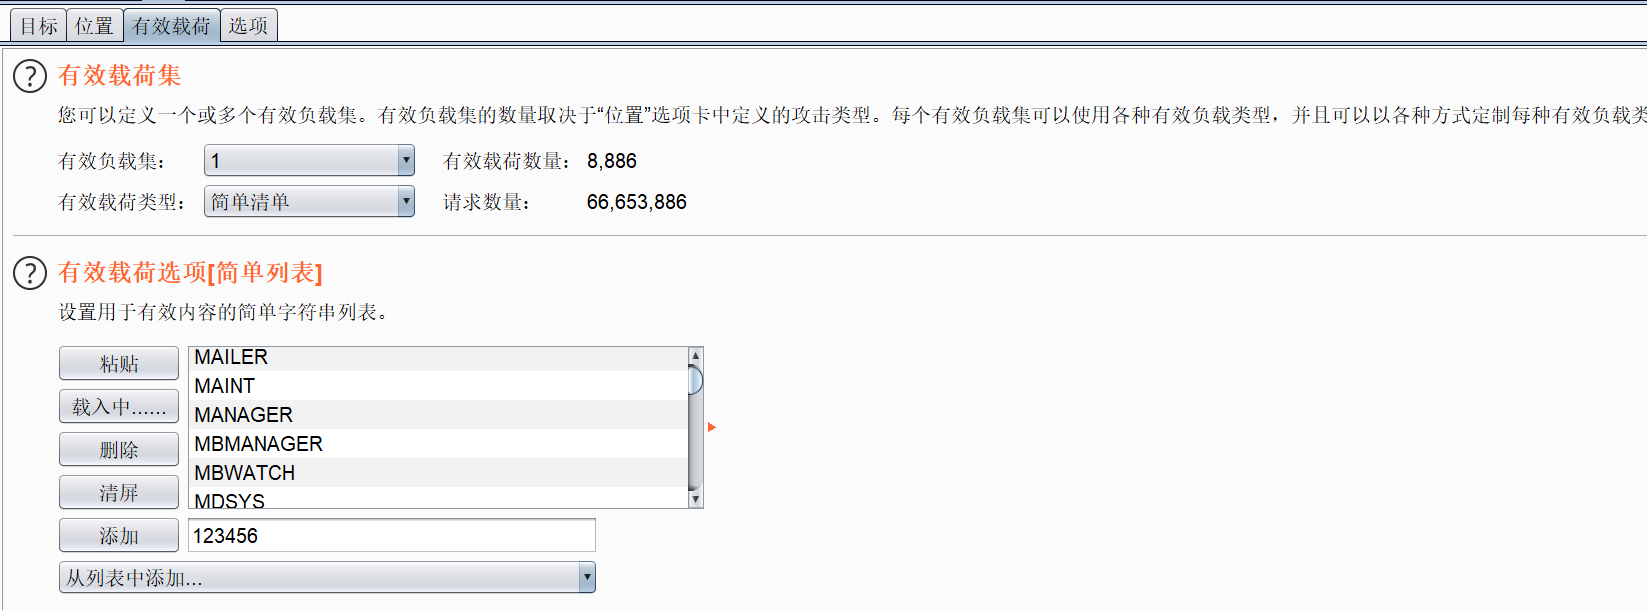 目标 位置 有效载荷 选项
有效载荷集
您可以定义一个或多个有效负载集。有效负载集的数量取决于“位置”选项卡中定义的攻击类型。每个有效负载集可以使用各种有效负载类型，并且可以以各种方式定制每种有效负载类
有效负载集： 1 有效载荷数量： 8,886
有效载荷类型： 简单清单 请求数量： 66,653,886
有效载荷选项[简单列表]
设置用于有效内容的简单字符串列表。
粘贴 MAILER
MAINT
载入中...... MANAGER
删除 MBMANAGER
MBWATCH
清屏 MDSYS
添加 123456
从列表中添加...